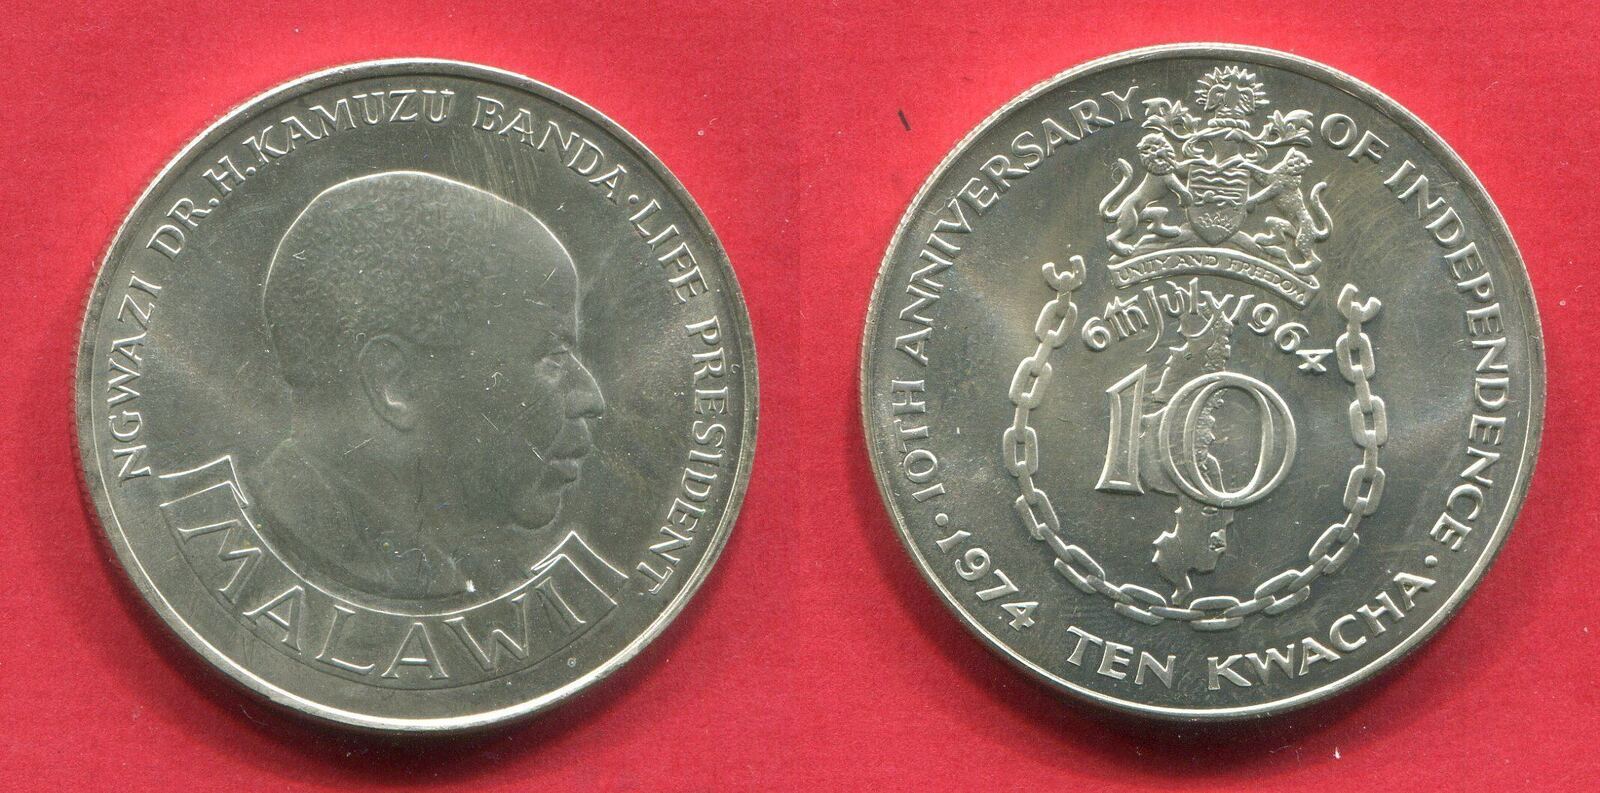 NGWAZI DR.H.KAMUZU BANDA·LIFE PRESIDENT
MALAWI
10TH ANNIVERSARY OF INDEPENDENCE·
UNITY AND FREEDOM
6th July 1964
10
·1974 TEN KWACHA·